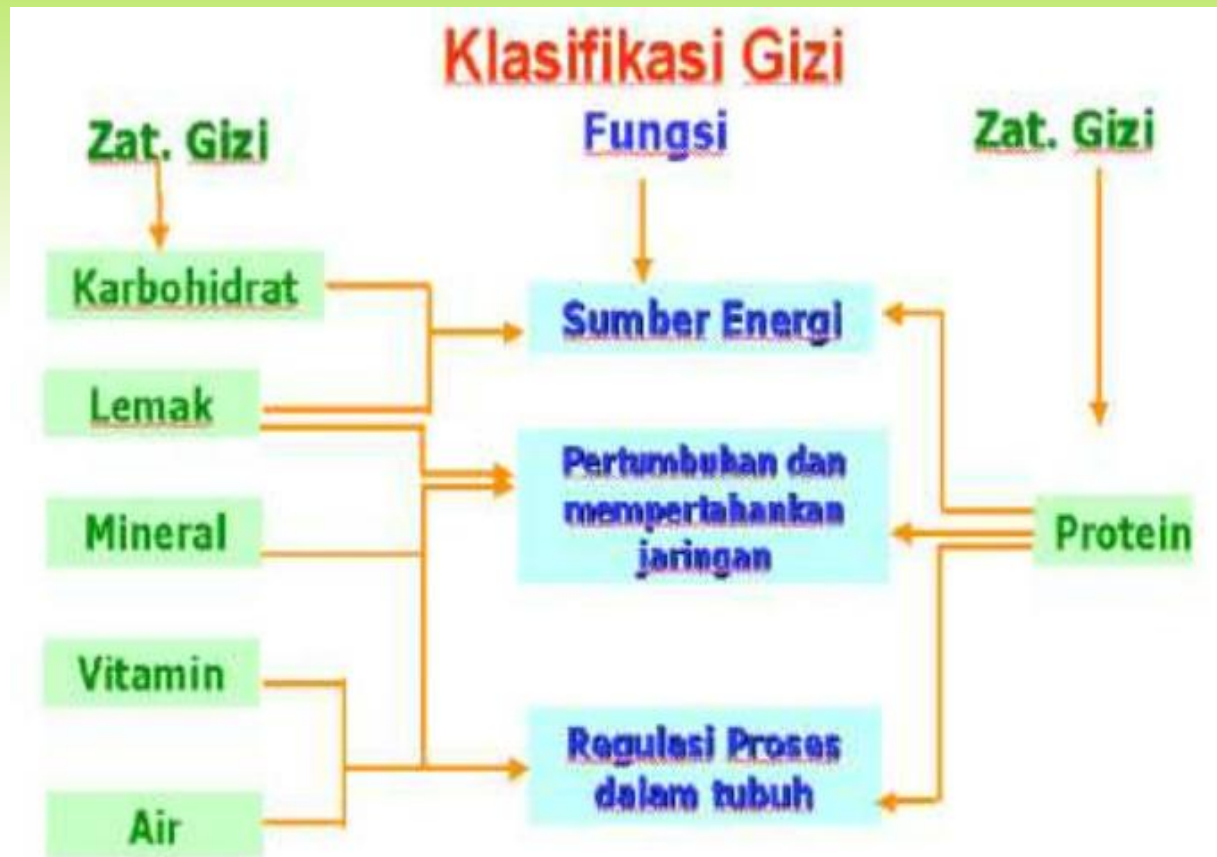 Klasifikasi Gizi
Zat. Gizi
Fungsi
Zat. Gizi
Karbohidrat
Sumber Energi
Lemak
Pertumbuhan dan
mempertahankan
jaringan
Mineral
Protein
Vitamin
Regulasi Proses
dalam tubuh
Air